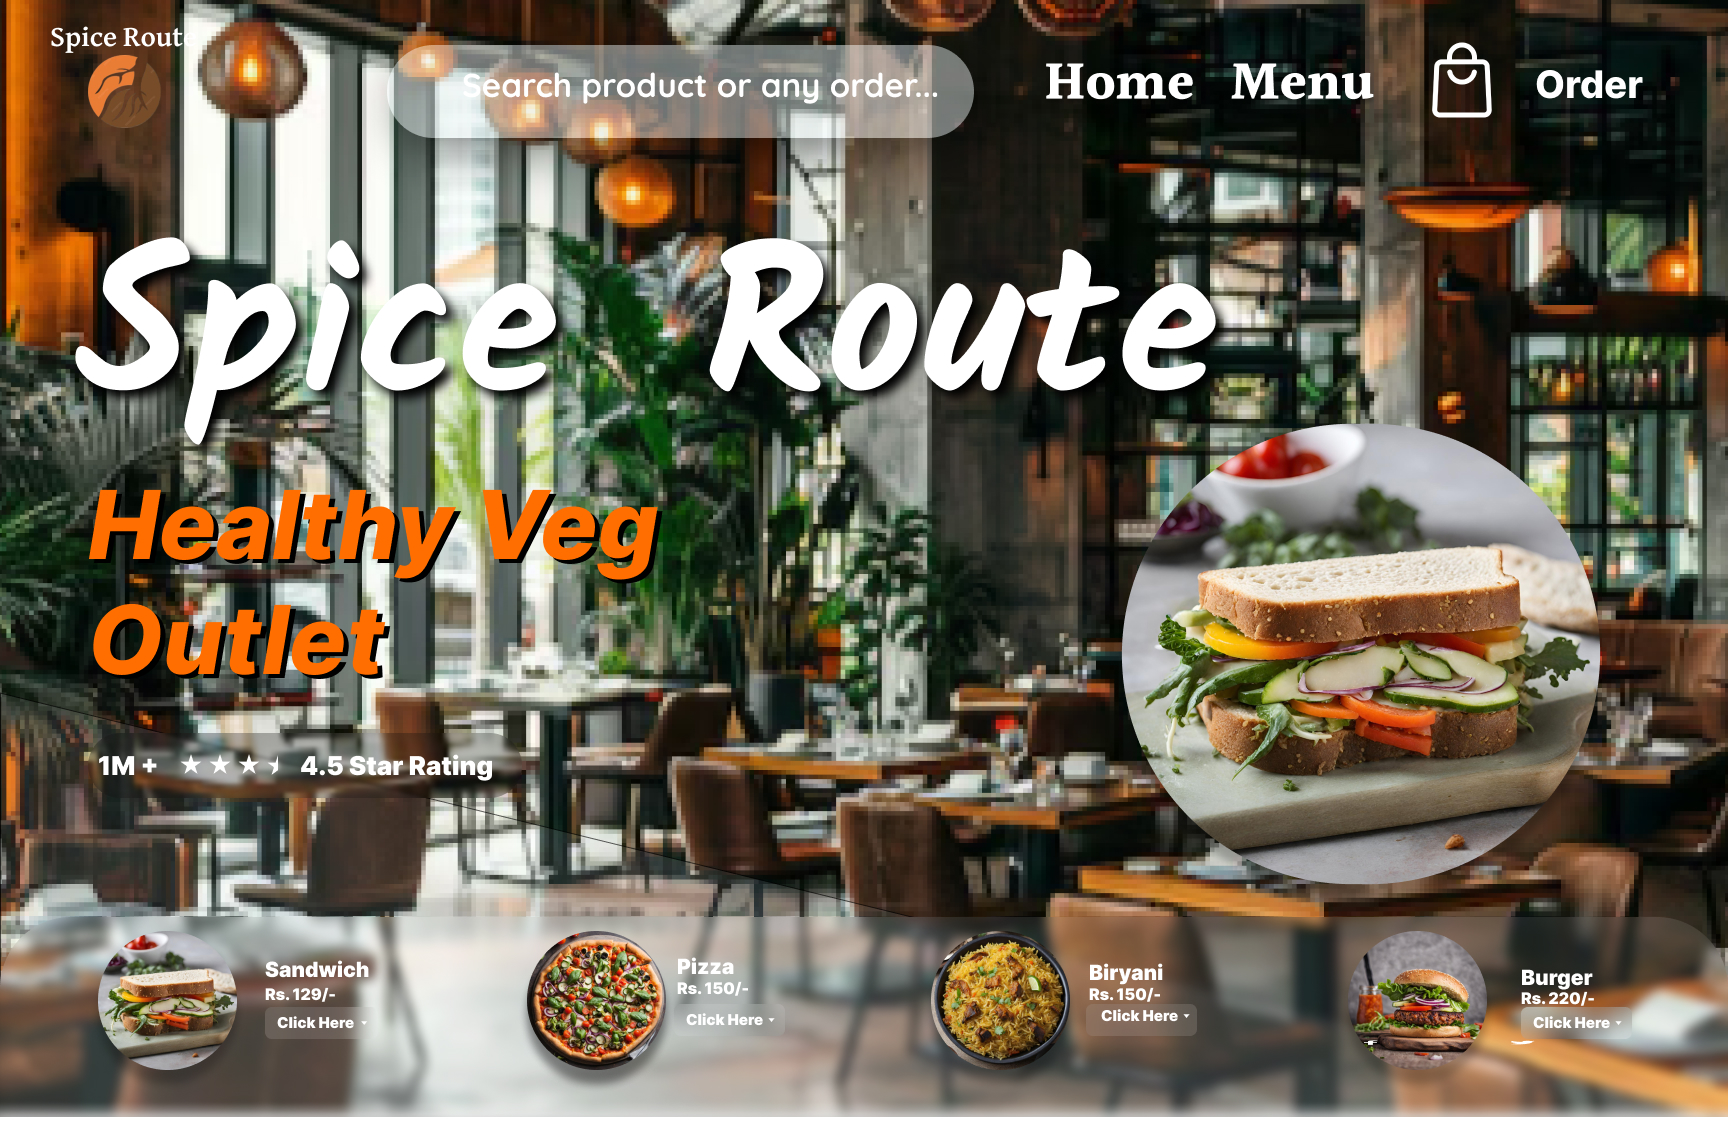 Spice Route
Search product or any order...
Home
Menu
Order
Spice Route
Healthy Veg
Outlet
1M + ★★★ 4.5 Star Rating
Sandwich
Rs. 129/-
Click Here
Pizza
Rs. 150/-
Click Here
Biryani
Rs. 150/-
Click Here
Burger
Rs. 220/-
Click Here